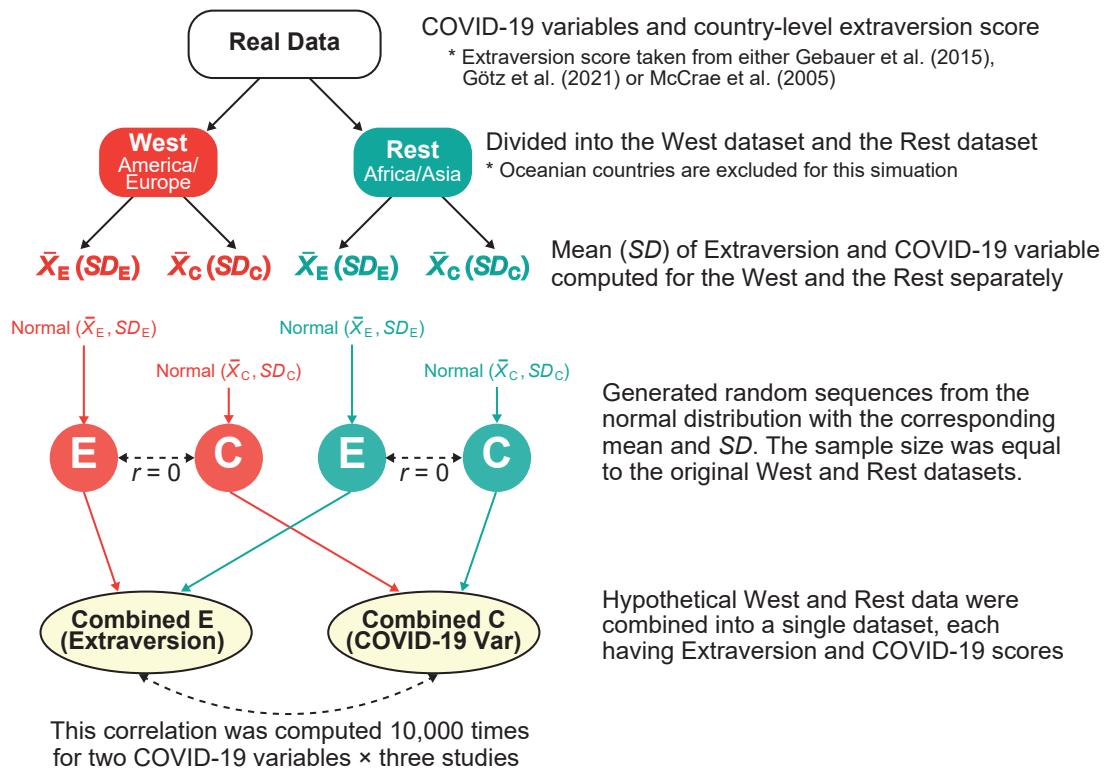 Real Data
COVID-19 variables and country-level extraversion score
* Extraversion score taken from either Gebauer et al. (2015),
Götz et al. (2021) or McCrae et al. (2005)
West
America/
Europe
Rest
Africa/Asia
Divided into the West dataset and the Rest dataset
* Oceanian countries are excluded for this simuation
X̄E (SDE) X̄C (SDC) X̄E (SDE) X̄C (SDC)
Mean (SD) of Extraversion and COVID-19 variable
computed for the West and the Rest separately
Normal (X̄E, SDE)
Normal (X̄E, SDE)
Normal (X̄C, SDC)
Normal (X̄C, SDC)
E
C
E
C
r = 0
r = 0
Generated random sequences from the
normal distribution with the corresponding
mean and SD. The sample size was equal
to the original West and Rest datasets.
Combined E
(Extraversion)
Combined C
(COVID-19 Var)
Hypothetical West and Rest data were
combined into a single dataset, each
having Extraversion and COVID-19 scores
This correlation was computed 10,000 times
for two COVID-19 variables × three studies